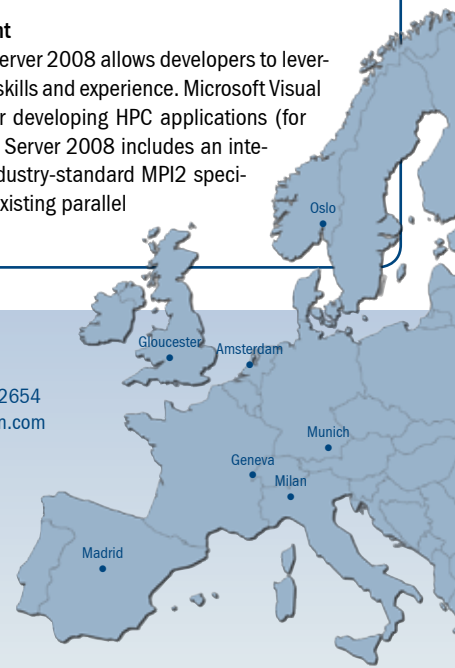 nt
erver 2008 allows developers to lever-
skills and experience. Microsoft Visual
r developing HPC applications (for
Server 2008 includes an inte-
dustry-standard MPI2 speci-
xisting parallel
Oslo
Gloucester
Amsterdam
2654
n.com
Munich
Geneva
Milan
Madrid